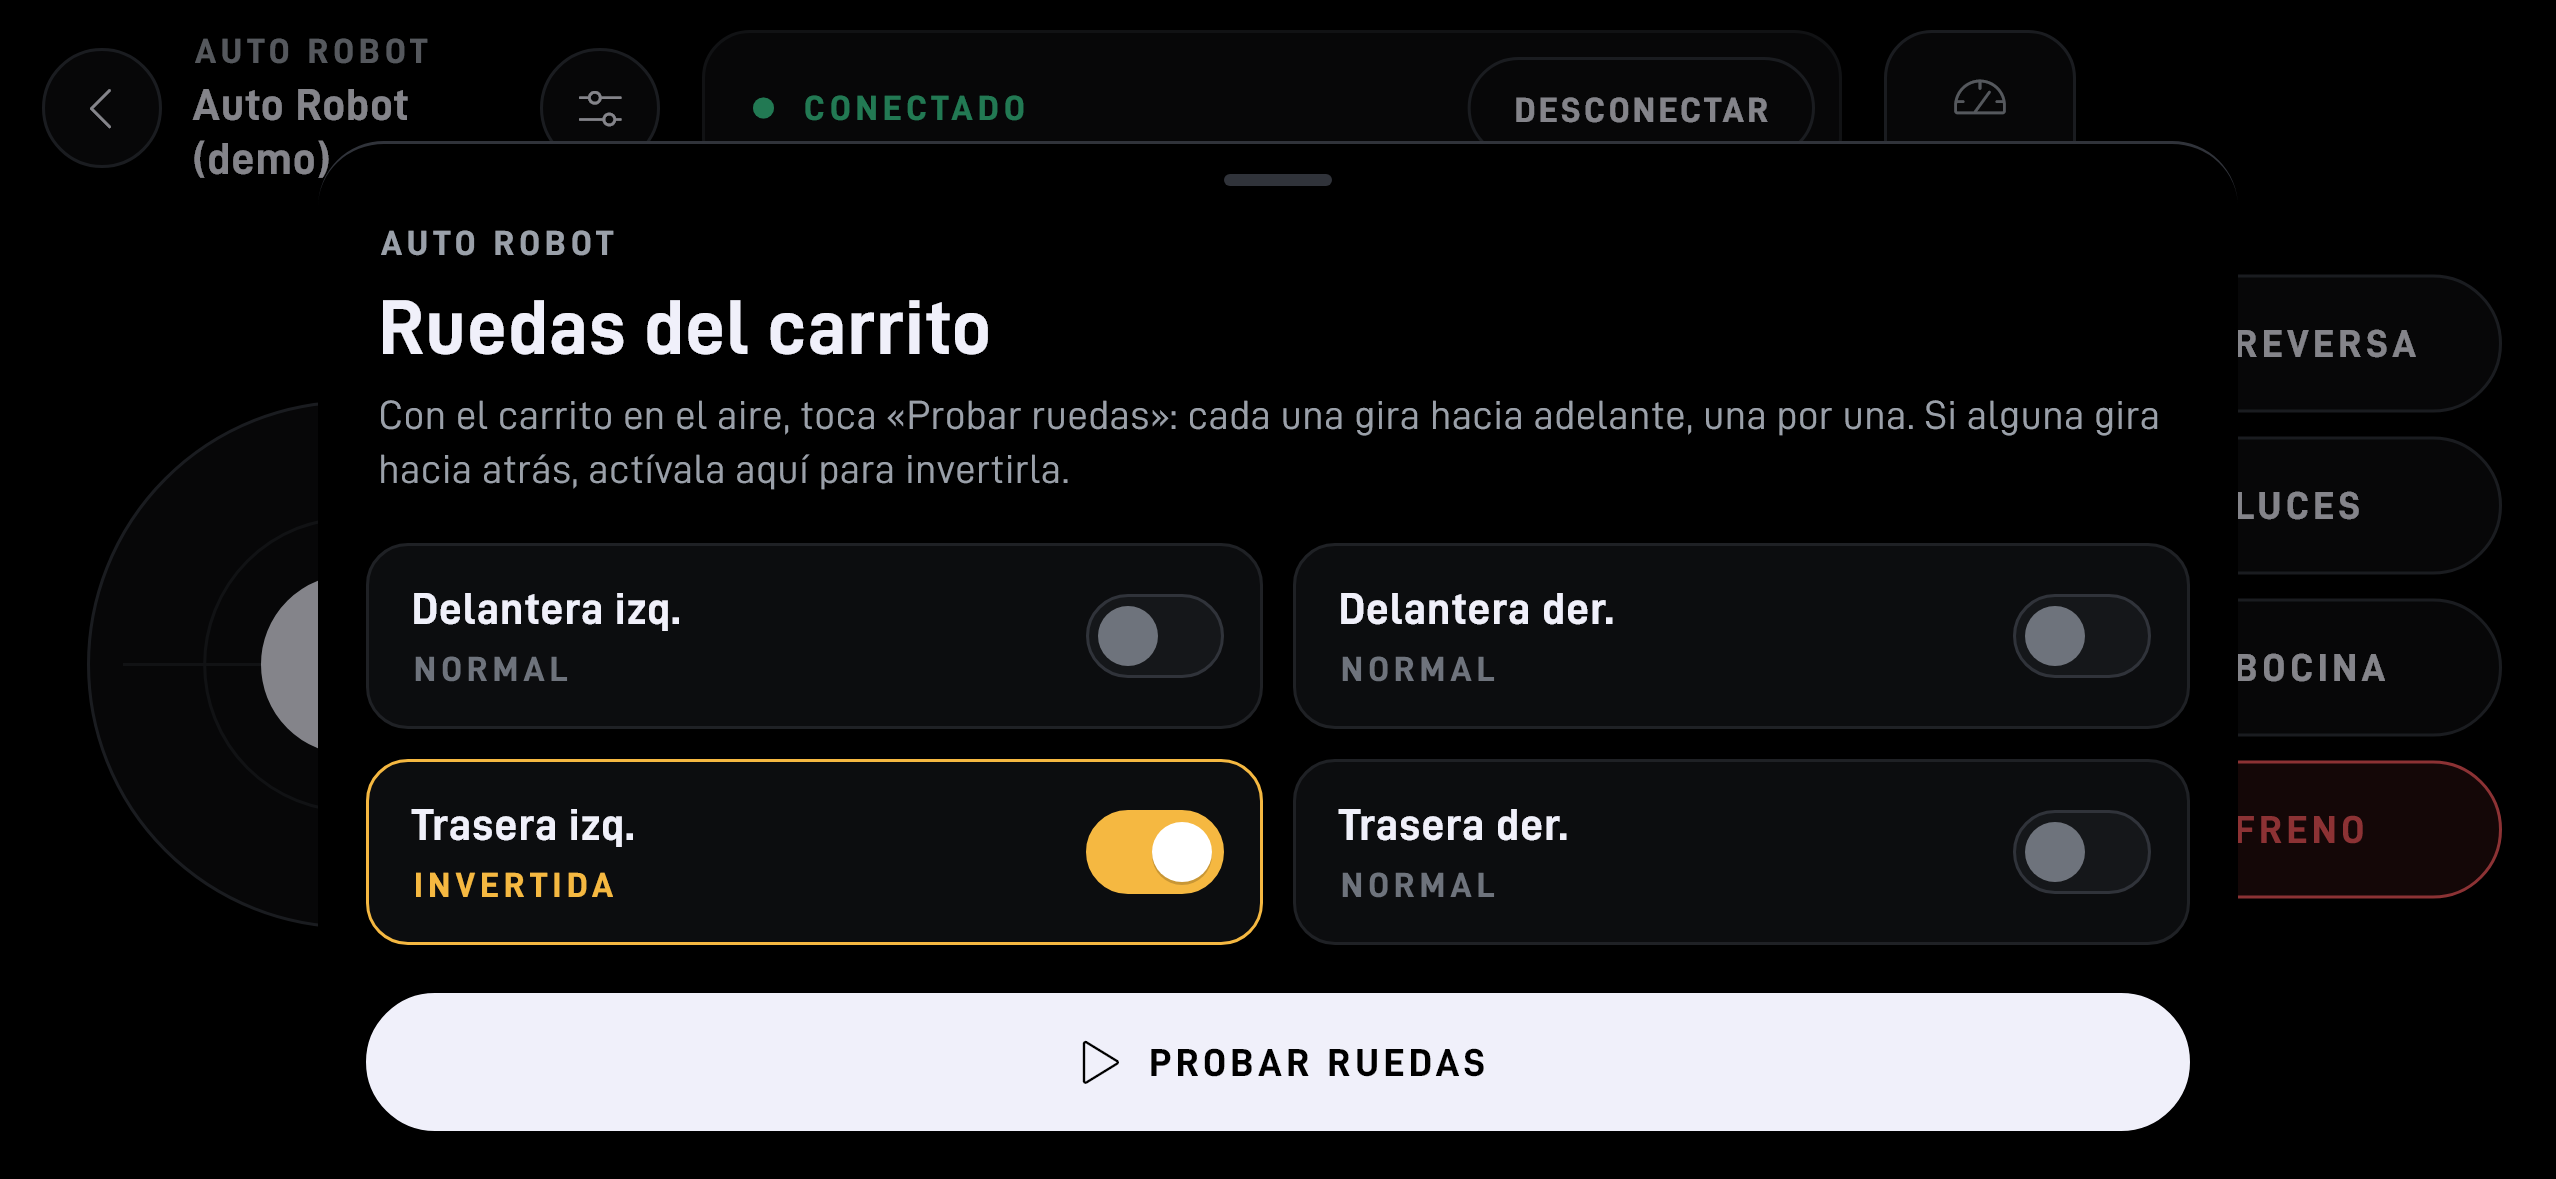 AUTO ROBOT
Auto Robot
(demo)
CONECTADO
DESCONECTAR
AUTO ROBOT
Ruedas del carrito
Con el carrito en el aire, toca «Probar ruedas»: cada una gira hacia adelante, una por una. Si alguna gira
hacia atrás, actívala aquí para invertirla.
Delantera izq.
NORMAL
Delantera der.
NORMAL
Trasera izq.
INVERTIDA
Trasera der.
NORMAL
PROBAR RUEDAS
REVERSA
LUCES
BOCINA
FRENO